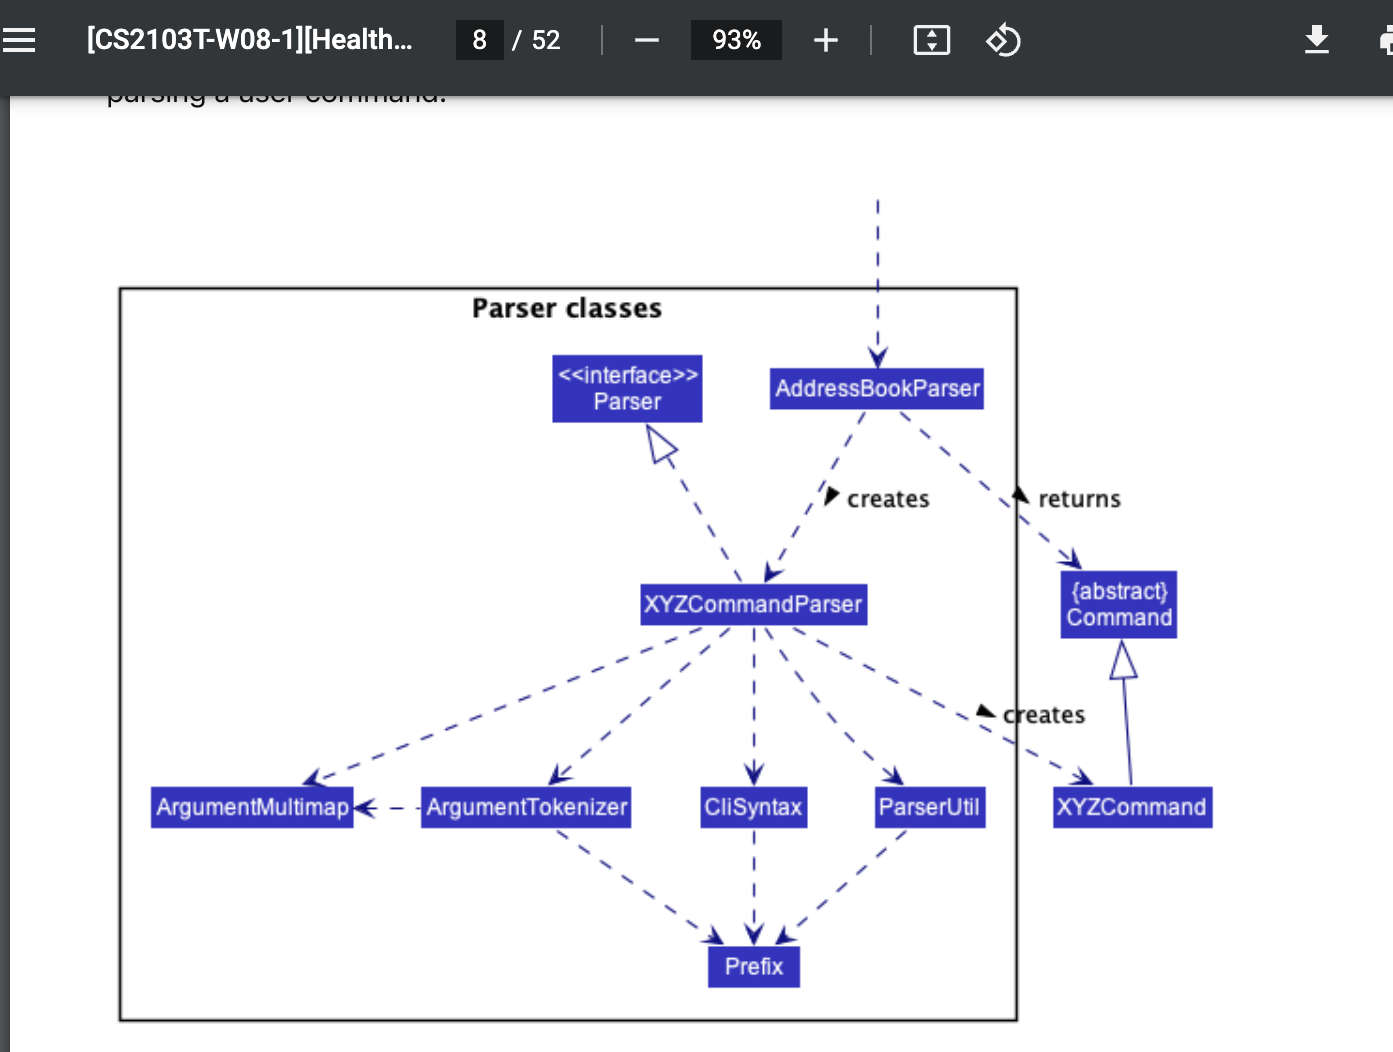 [CS2103T-W08-1][Health...
8 / 52
93%
parsing a user command.
Parser classes
<<interface>>
Parser
AddressBookParser
creates
returns
XYZCommandParser
{abstract}
Command
creates
ArgumentMultimap
ArgumentTokenizer
CliSyntax
ParserUtil
XYZCommand
Prefix